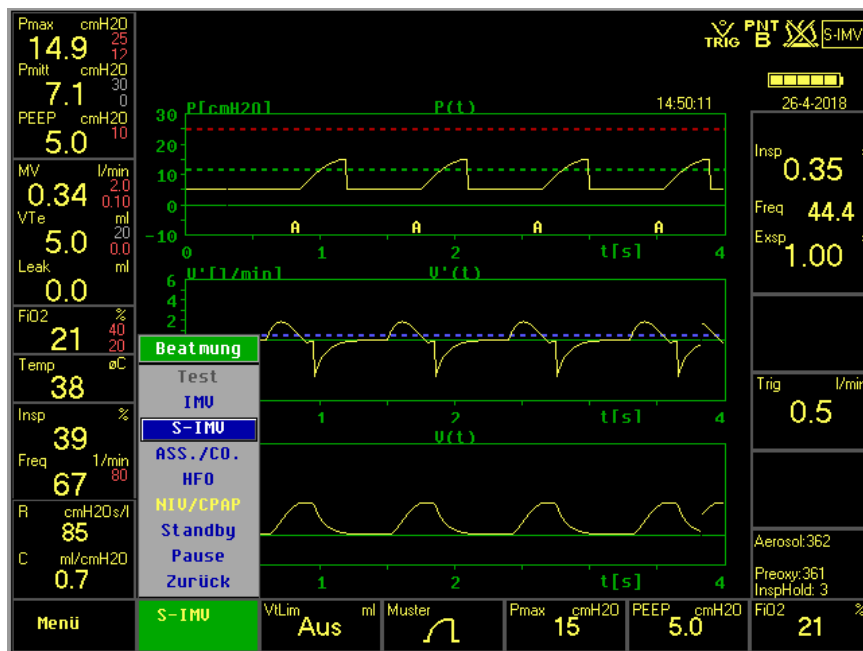 Pmax cmH2O
14.9 25
12
Pmitt cmH2O
7.1 30
0
PEEP cmH2O
5.0 10
MV l/min
0.34 2.0
0.10
VTe ml
5.0 20
0.0
Leak ml
0.0
FiO2 %
21 40
20
Temp øC
38
Insp %
39
Freq 1/min
67 80
R cmH2Os/l
85
C ml/cmH2O
0.7
TRIG PNT B S-IMV
14:50:11 26-4-2018
P[cmH2O] P(t)
30
20
10
0
-10
A A A A
0 1 2 t[s] 4
V'[l/min] V'(t)
6
4
2
1 2 t[s] 4
V(t)
1 2 t[s] 4
Beatmung
Test
IMV
S-IMV
ASS./CO.
HFO
NIV/CPAP
Standby
Pause
Zurück
Insp s
0.35
Freq 44.4
Exsp s
1.00
Trig l/min
0.5
Aerosol:362
Preoxy:361
InspHold: 3
Menü
S-IMV
VtLim ml
Aus
Muster
Pmax cmH2O
15
PEEP cmH2O
5.0
FiO2 %
21